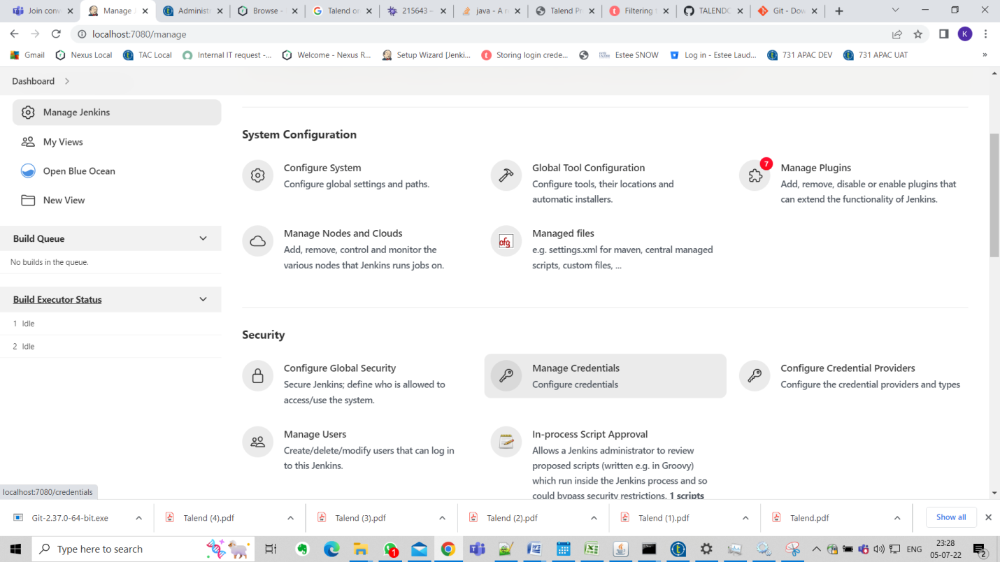 Join conv
Manage J
Administ
Browse -
Talend or
215643 –
java - A n
Talend Pr
Filtering
TALENDC
Git - Dow
localhost:7080/manage
K
Gmail
Nexus Local
TAC Local
Internal IT request -...
Welcome - Nexus R...
Setup Wizard [Jenki...
Storing login crede...
Estee SNOW
Log in - Estee Laud...
731 APAC DEV
731 APAC UAT
»
Dashboard
Manage Jenkins
My Views
Open Blue Ocean
New View
Build Queue
No builds in the queue.
Build Executor Status
1 Idle
2 Idle
System Configuration
Configure System
Configure global settings and paths.
Global Tool Configuration
Configure tools, their locations and
automatic installers.
7
Manage Plugins
Add, remove, disable or enable plugins that
can extend the functionality of Jenkins.
Manage Nodes and Clouds
Add, remove, control and monitor the
various nodes that Jenkins runs jobs on.
cfg
Managed files
e.g. settings.xml for maven, central managed
scripts, custom files, ...
Security
Configure Global Security
Secure Jenkins; define who is allowed to
access/use the system.
Manage Credentials
Configure credentials
Configure Credential Providers
Configure the credential providers and types
Manage Users
Create/delete/modify users that can log in
to this Jenkins.
In-process Script Approval
Allows a Jenkins administrator to review
proposed scripts (written e.g. in Groovy)
which run inside the Jenkins process and so
could bypass security restrictions. 1 scripts
localhost:7080/credentials
Git-2.37.0-64-bit.exe
Talend (4).pdf
Talend (3).pdf
Talend (2).pdf
Talend (1).pdf
Talend.pdf
Show all
Type here to search
1
ENG
23:28
05-07-22
2